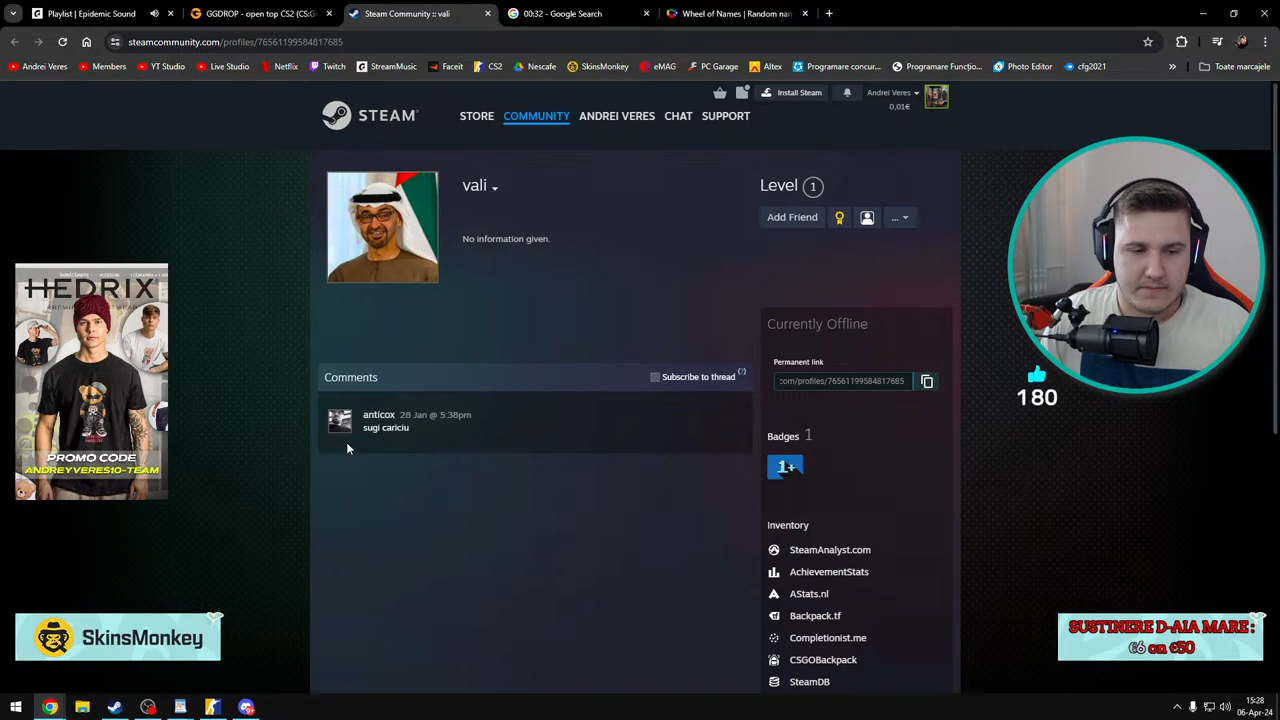 Playlist | Epidemic Sound
GGDROP - open top CS2 (CS:G
Steam Community :: vali
00:32 - Google Search
Wheel of Names | Random nam
steamcommunity.com/profiles/76561199584817685
Andrei Veres
Members
YT Studio
Live Studio
Netflix
Twitch
StreamMusic
Faceit
CS2
Nescafe
SkinsMonkey
eMAG
PC Garage
Altex
Programare concur...
Programare Funcțio...
Photo Editor
cfg2021
Toate marcajele
Install Steam
Andrei Veres
0,01€
STEAM
STORE
COMMUNITY
ANDREI VERES
CHAT
SUPPORT
vali
No information given.
Level 1
Add Friend
...
Currently Offline
Permanent link
:om/profiles/76561199584817685
Badges 1
1+
Inventory
SteamAnalyst.com
AchievementStats
AStats.nl
Backpack.tf
Completionist.me
CSGOBackpack
SteamDB
Comments
Subscribe to thread (?)
anticox 28 Jan @ 5:38pm
sugi cariciu
HEDRIX
PROMO CODE
ANDREYVERES10-TEAM
SkinsMonkey
180
SUSTINERE D-AIA MARE :
€6 on €50
15:28
06-Apr-24